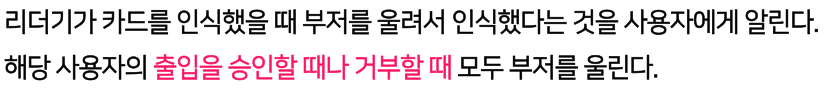 리더기가 카드를 인식했을 때 부저를 울려서 인식했다는 것을 사용자에게 알린다.
해당 사용자의 출입을 승인할 때나 거부할 때 모두 부저를 울린다.